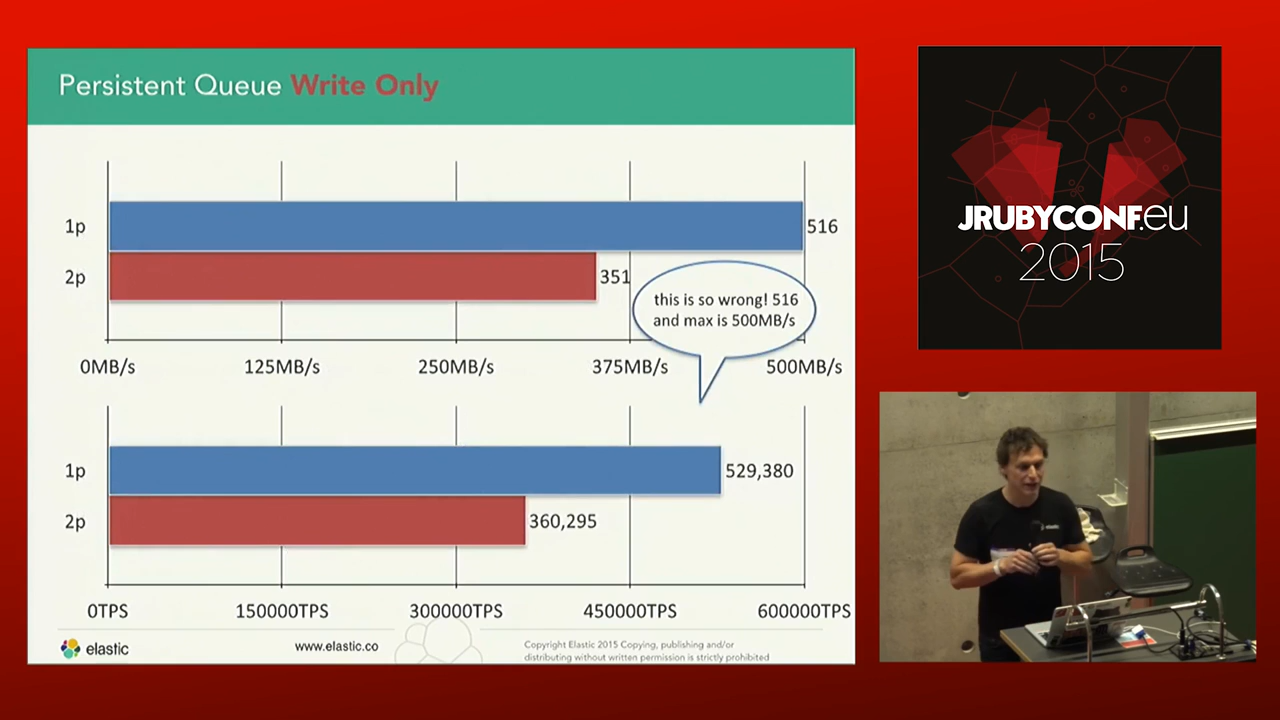 Persistent Queue Write Only
1p
516
2p
351
this is so wrong! 516
and max is 500MB/s
0MB/s 125MB/s 250MB/s 375MB/s 500MB/s
1p
529,380
2p
360,295
0TPS 150000TPS 300000TPS 450000TPS 600000TPS
elastic
www.elastic.co
Copyright Elastic 2015 Copying, publishing and/or
distributing without written permission is strictly prohibited
JRUBYCONF.eu
2015
elastic